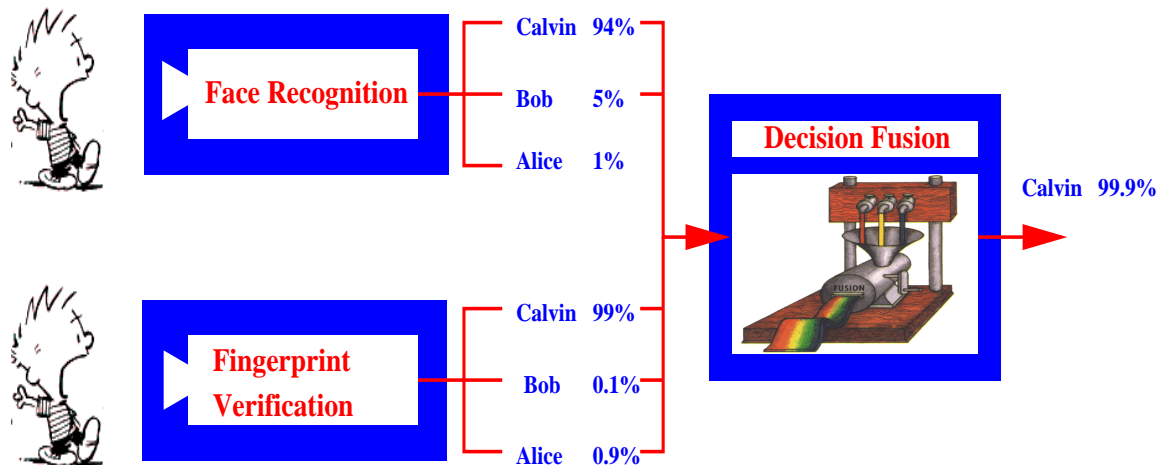 Face Recognition
Calvin 94%
Bob 5%
Alice 1%
Fingerprint
Verification
Calvin 99%
Bob 0.1%
Alice 0.9%
Decision Fusion
FUSION
Calvin 99.9%